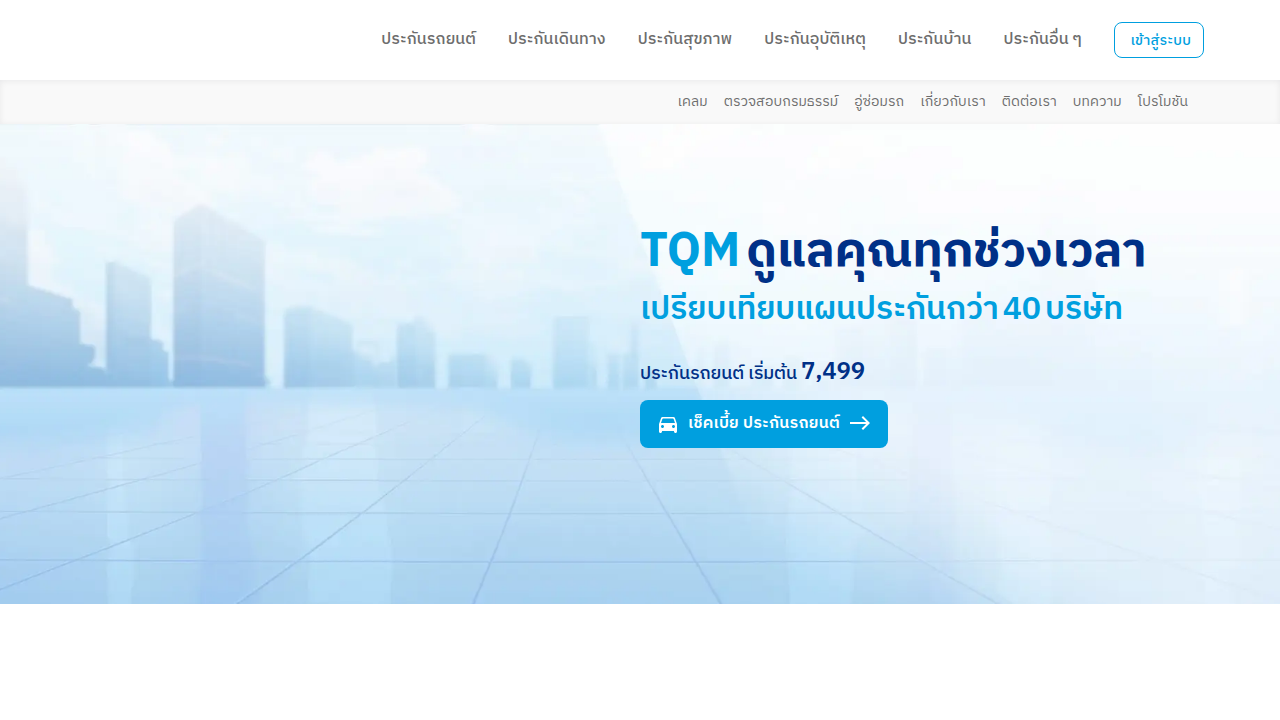 ประกันรถยนต์ ประกันเดินทาง ประกันสุขภาพ ประกันอุบัติเหตุ ประกันบ้าน ประกันอื่น ๆ เข้าสู่ระบบ
เคลม ตรวจสอบกรมธรรม์ อู่ซ่อมรถ เกี่ยวกับเรา ติดต่อเรา บทความ โปรโมชัน
TQM ดูแลคุณทุกช่วงเวลา
เปรียบเทียบแผนประกันกว่า 40 บริษัท
ประกันรถยนต์ เริ่มต้น 7,499
เช็คเบี้ย ประกันรถยนต์